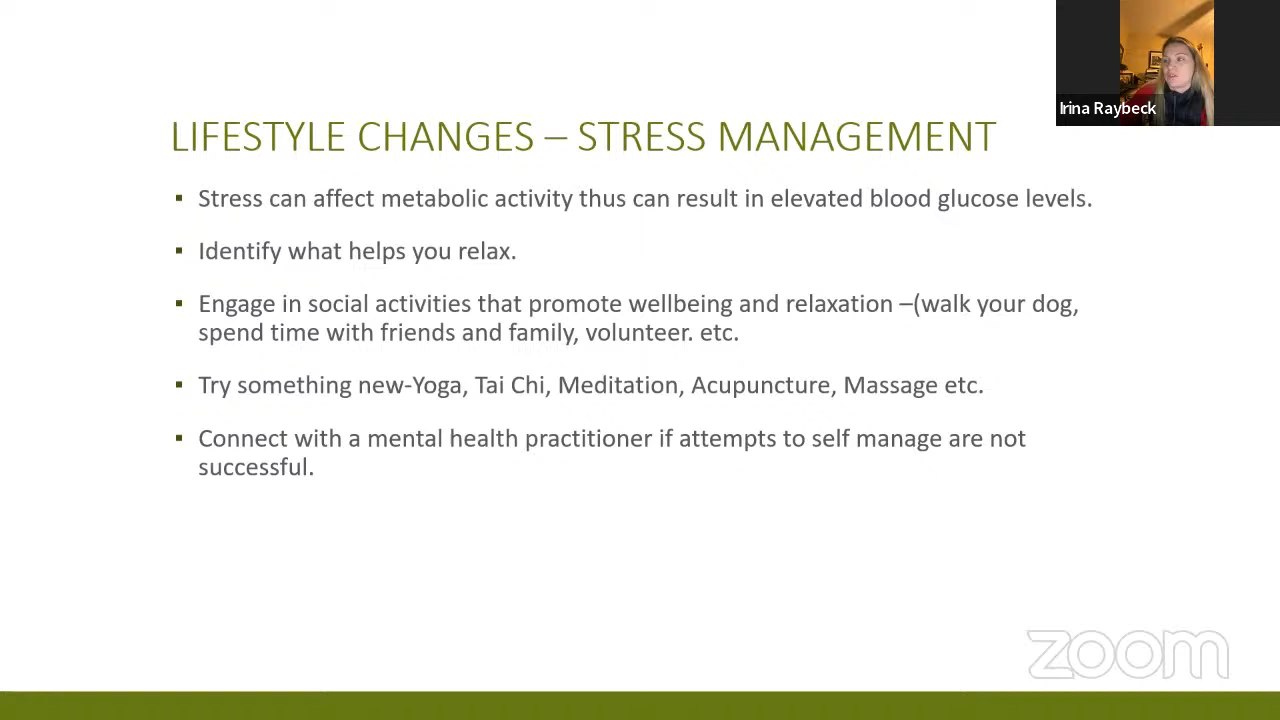 Irina Raybeck
LIFESTYLE CHANGES – STRESS MANAGEMENT
▪ Stress can affect metabolic activity thus can result in elevated blood glucose levels.
▪ Identify what helps you relax.
▪ Engage in social activities that promote wellbeing and relaxation –(walk your dog,
spend time with friends and family, volunteer. etc.
▪ Try something new-Yoga, Tai Chi, Meditation, Acupuncture, Massage etc.
▪ Connect with a mental health practitioner if attempts to self manage are not
successful.
zoom